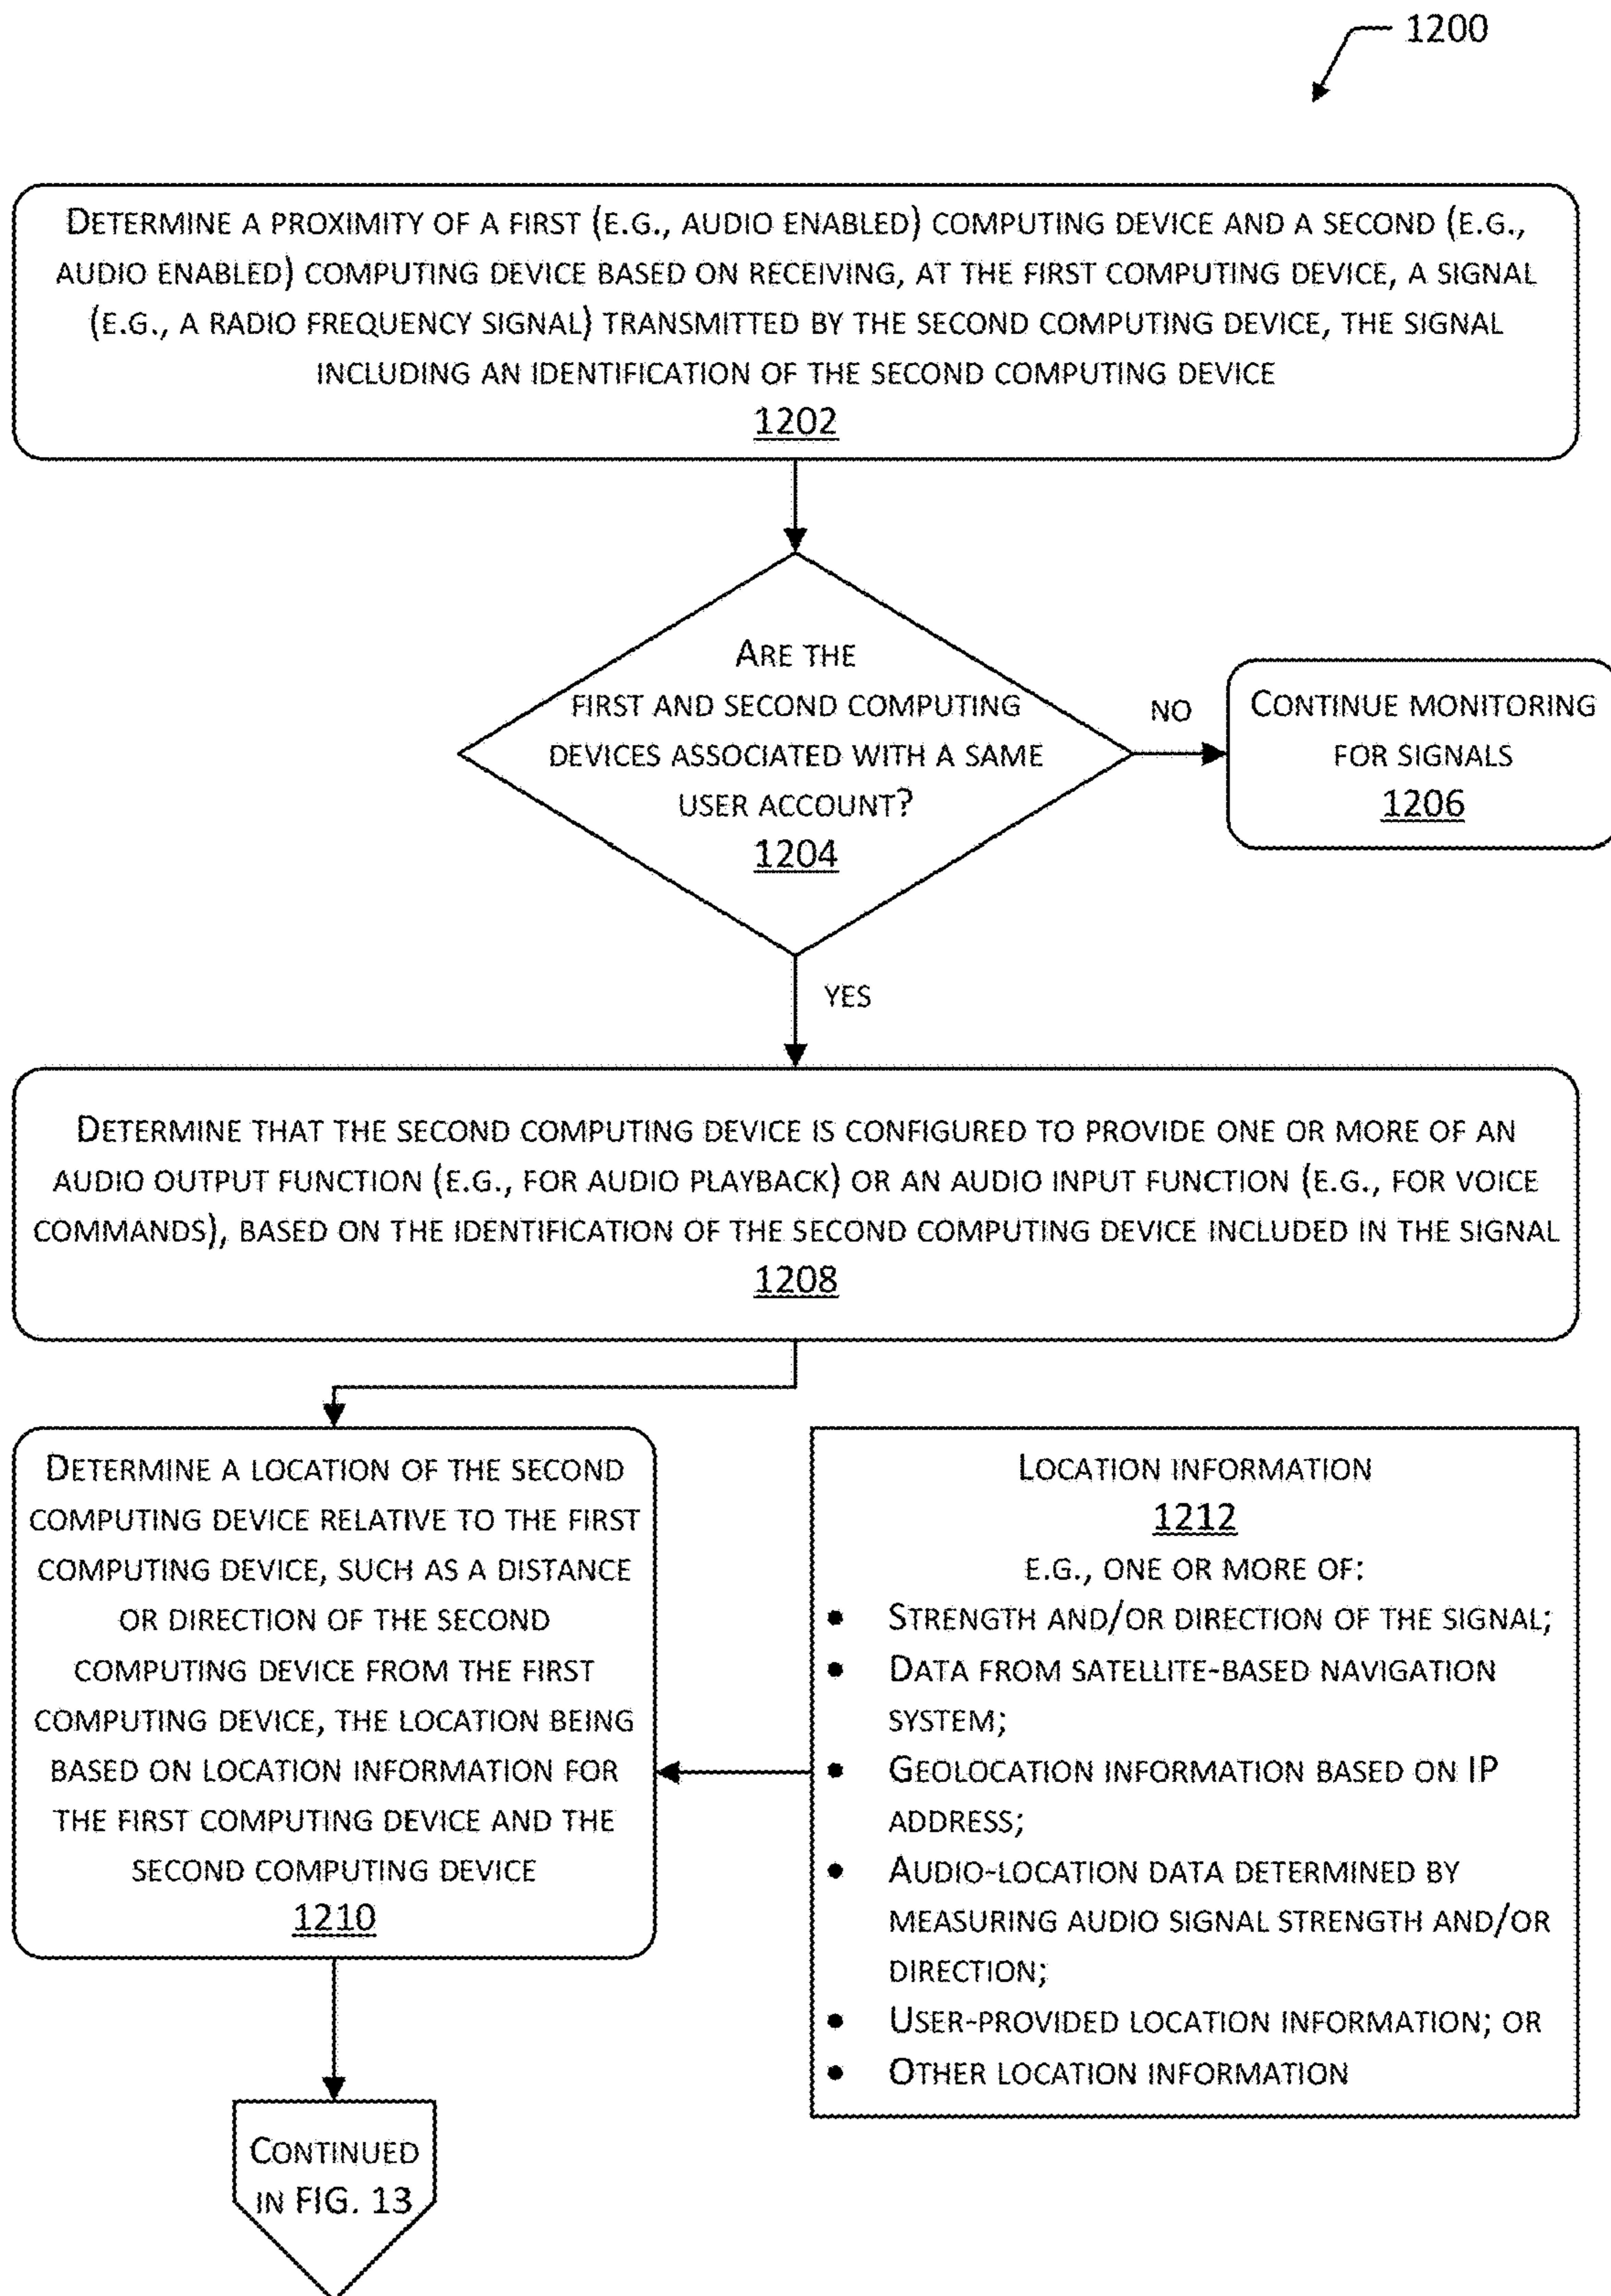 1200
DETERMINE A PROXIMITY OF A FIRST (E.G., AUDIO ENABLED) COMPUTING DEVICE AND A SECOND (E.G.,
AUDIO ENABLED) COMPUTING DEVICE BASED ON RECEIVING, AT THE FIRST COMPUTING DEVICE, A SIGNAL
(E.G., A RADIO FREQUENCY SIGNAL) TRANSMITTED BY THE SECOND COMPUTING DEVICE, THE SIGNAL
INCLUDING AN IDENTIFICATION OF THE SECOND COMPUTING DEVICE
1202
ARE THE
FIRST AND SECOND COMPUTING
DEVICES ASSOCIATED WITH A SAME
USER ACCOUNT?
1204
NO
CONTINUE MONITORING
FOR SIGNALS
1206
YES
DETERMINE THAT THE SECOND COMPUTING DEVICE IS CONFIGURED TO PROVIDE ONE OR MORE OF AN
AUDIO OUTPUT FUNCTION (E.G., FOR AUDIO PLAYBACK) OR AN AUDIO INPUT FUNCTION (E.G., FOR VOICE
COMMANDS), BASED ON THE IDENTIFICATION OF THE SECOND COMPUTING DEVICE INCLUDED IN THE SIGNAL
1208
DETERMINE A LOCATION OF THE SECOND
COMPUTING DEVICE RELATIVE TO THE FIRST
COMPUTING DEVICE, SUCH AS A DISTANCE
OR DIRECTION OF THE SECOND
COMPUTING DEVICE FROM THE FIRST
COMPUTING DEVICE, THE LOCATION BEING
BASED ON LOCATION INFORMATION FOR
THE FIRST COMPUTING DEVICE AND THE
SECOND COMPUTING DEVICE
1210
LOCATION INFORMATION
1212
E.G., ONE OR MORE OF:
• STRENGTH AND/OR DIRECTION OF THE SIGNAL;
• DATA FROM SATELLITE-BASED NAVIGATION
SYSTEM;
• GEOLOCATION INFORMATION BASED ON IP
ADDRESS;
• AUDIO-LOCATION DATA DETERMINED BY
MEASURING AUDIO SIGNAL STRENGTH AND/OR
DIRECTION;
• USER-PROVIDED LOCATION INFORMATION; OR
• OTHER LOCATION INFORMATION
CONTINUED
IN FIG. 13